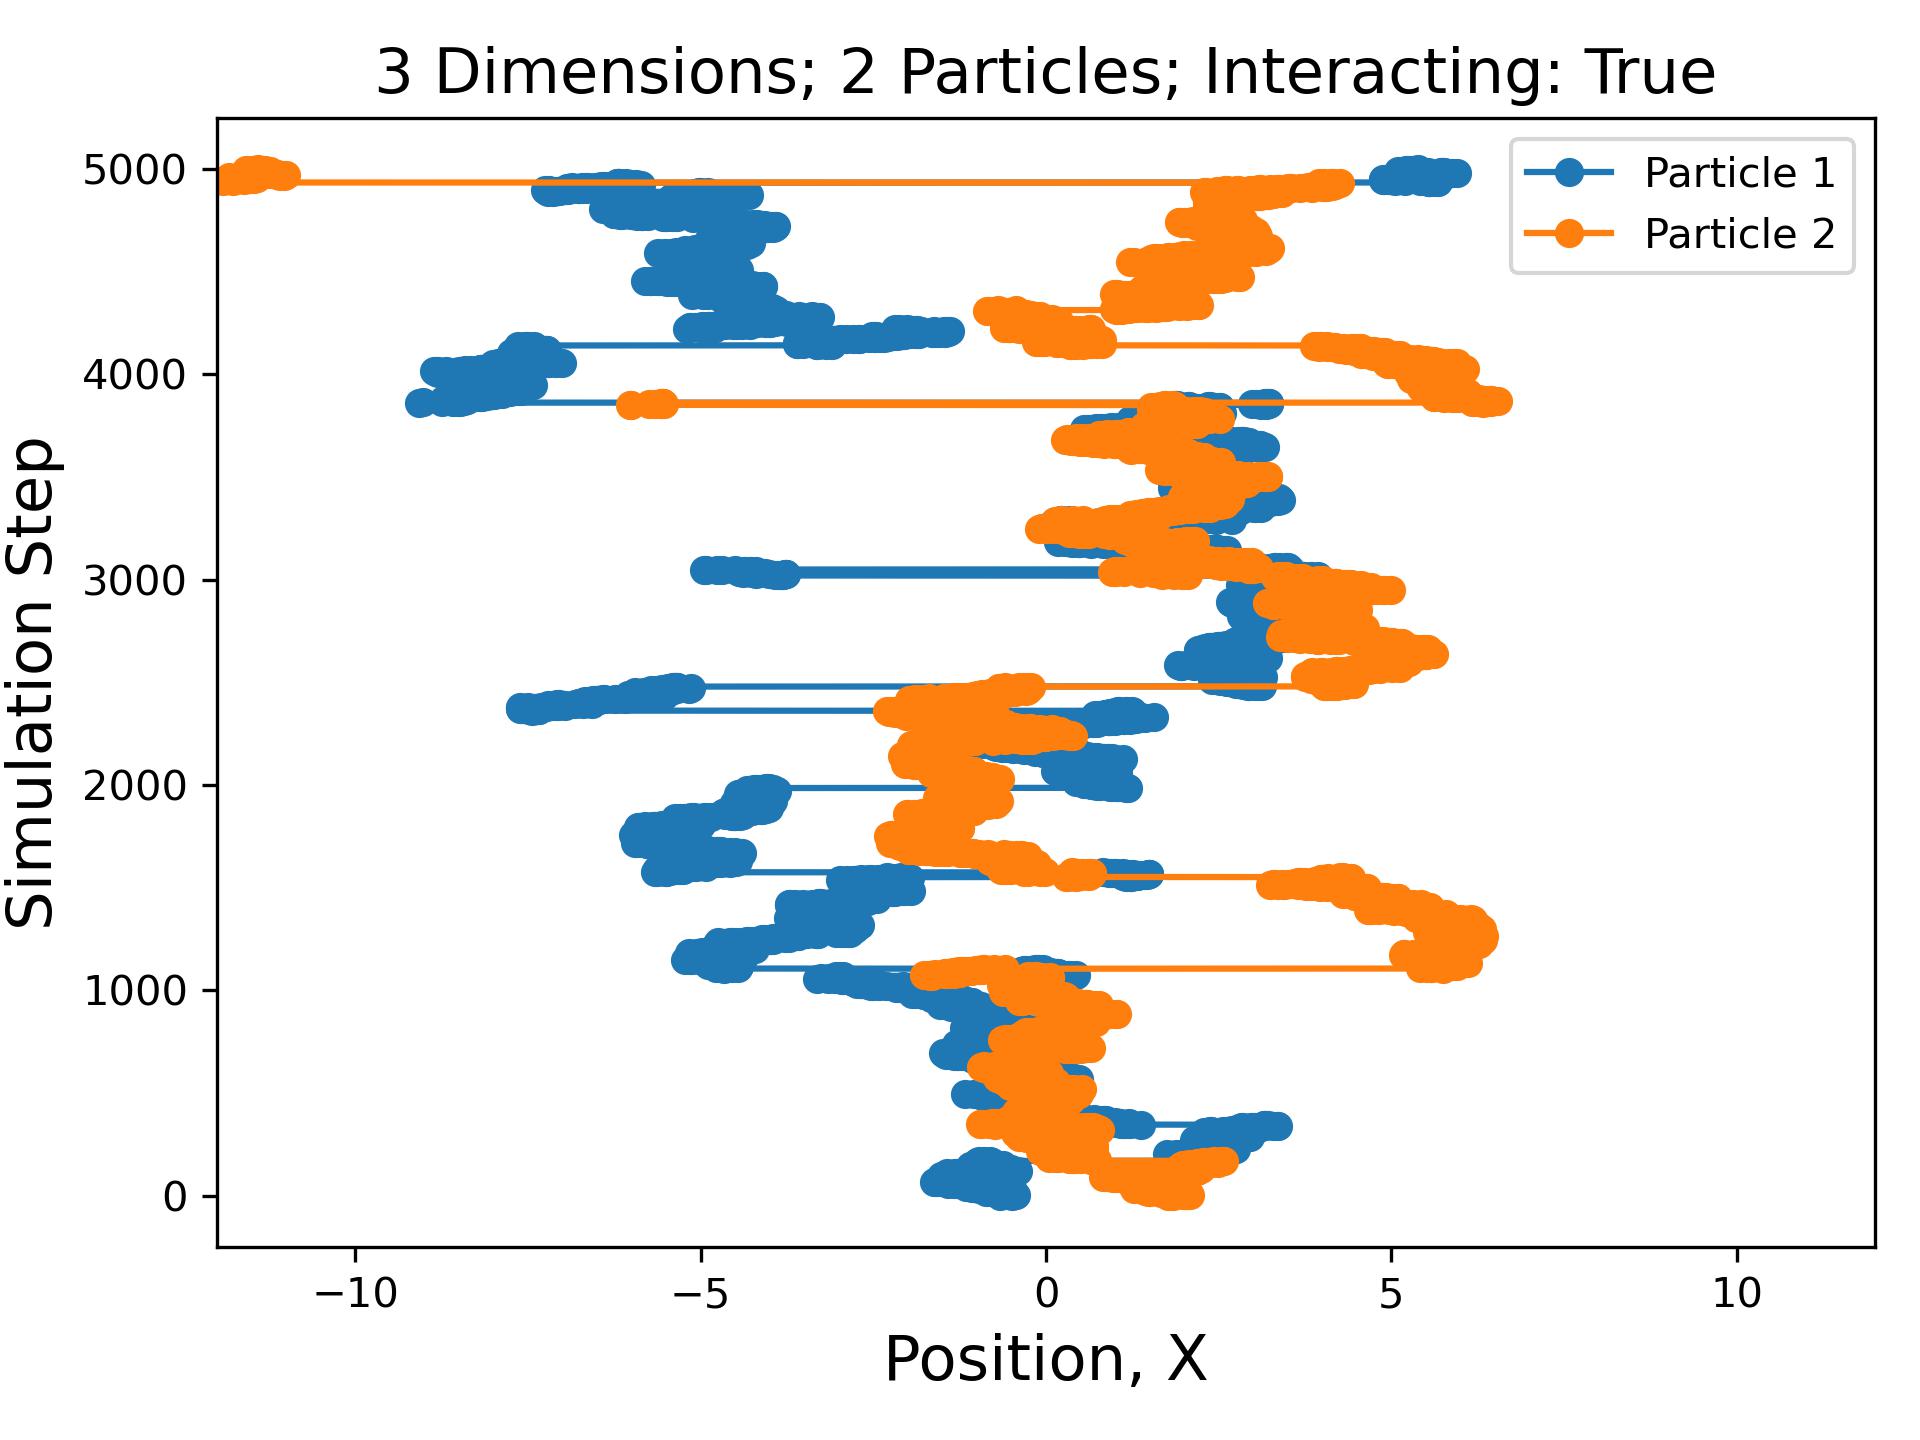 3 Dimensions; 2 Particles; Interacting: True
Particle 1
Particle 2
Simulation Step
5000
4000
3000
2000
1000
0
−10
−5
0
5
10
Position, X